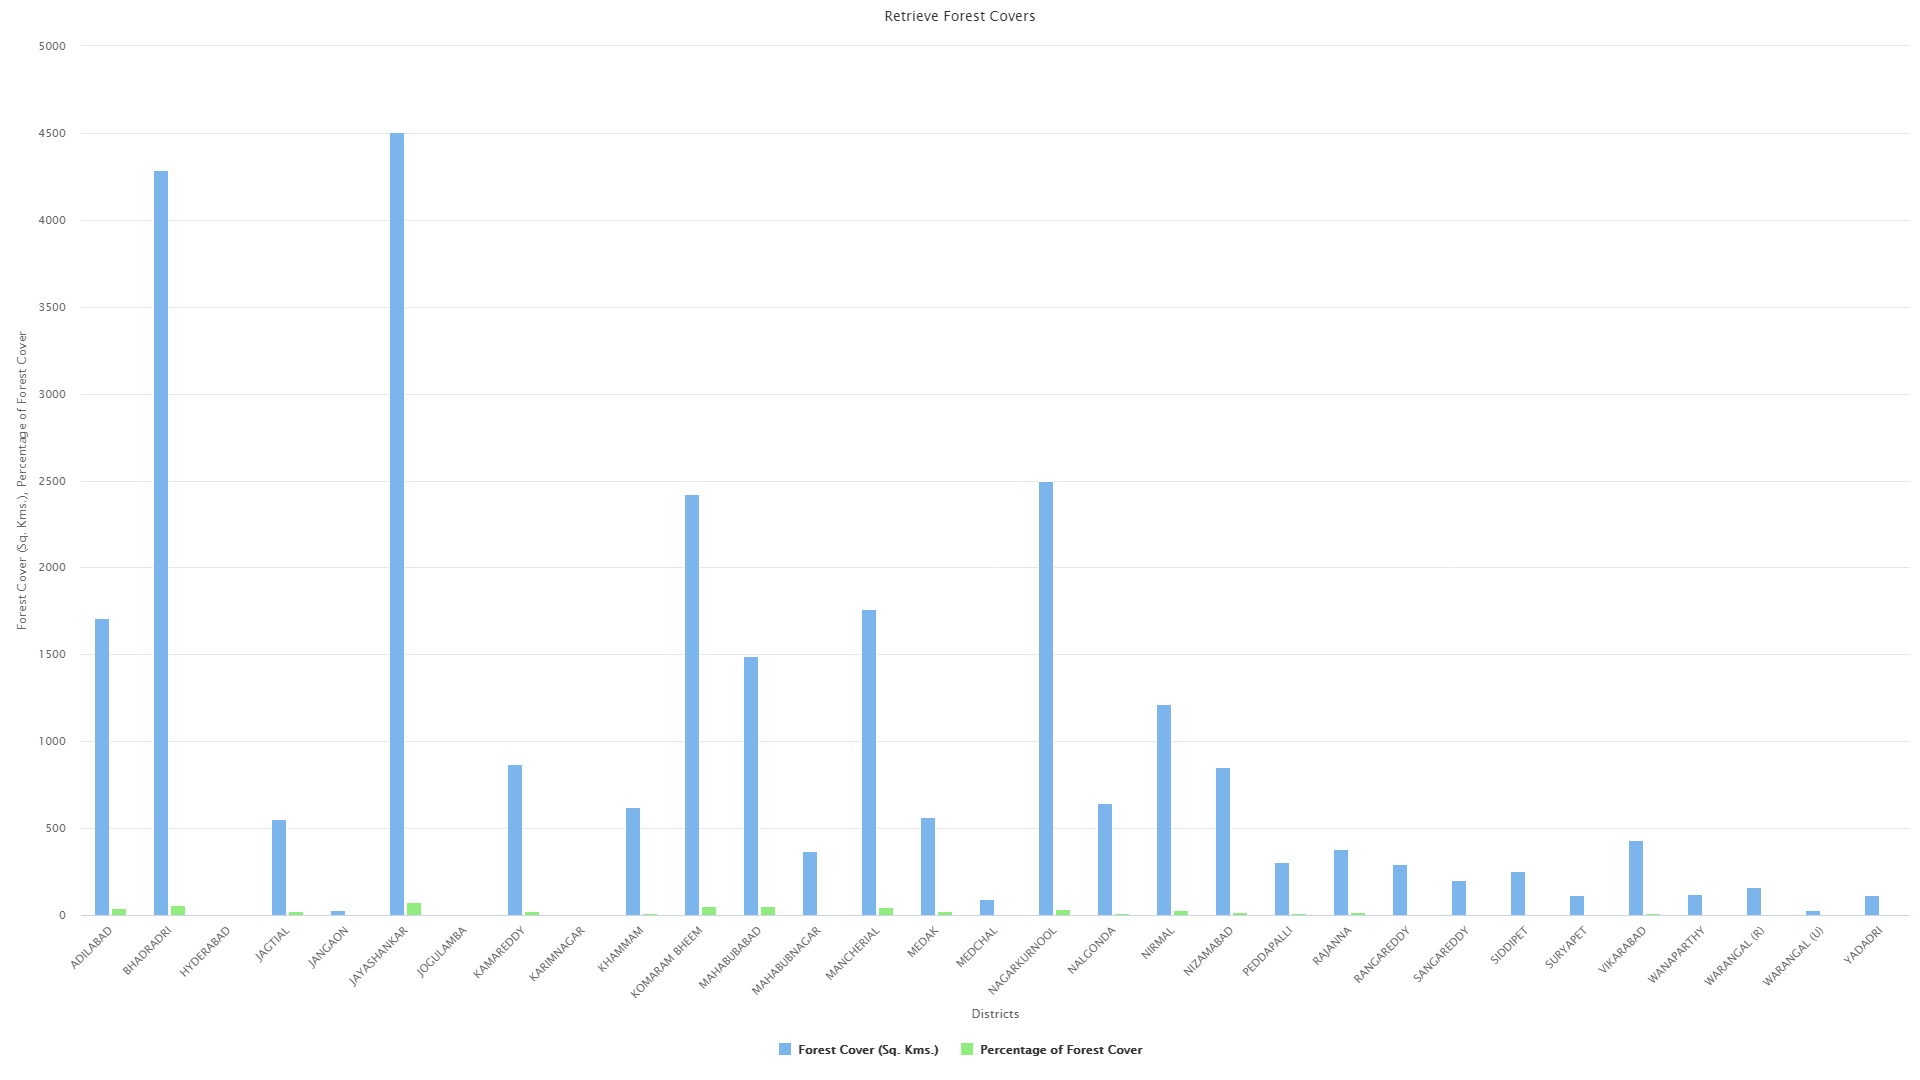 Retrieve Forest Covers
Forest Cover (Sq. Kms.), Percentage of Forest Cover
5000
4500
4000
3500
3000
2500
2000
1500
1000
500
0
ADILABAD
BHADRADRI
HYDERABAD
JAGTIAL
JANGAON
JAYASHANKAR
JOGULAMBA
KAMAREDDY
KARIMNAGAR
KHAMMAM
KOMARAM BHEEM
MAHABUBABAD
MAHABUBNAGAR
MANCHERIAL
MEDAK
MEDCHAL
NAGARKURNOOL
NALGONDA
NIRMAL
NIZAMABAD
PEDDAPALLI
RAJANNA
RANGAREDDY
SANGAREDDY
SIDDIPET
SURYAPET
VIKARABAD
WANAPARTHY
WARANGAL (R)
WARANGAL (U)
YADADRI
Districts
Forest Cover (Sq. Kms.)
Percentage of Forest Cover